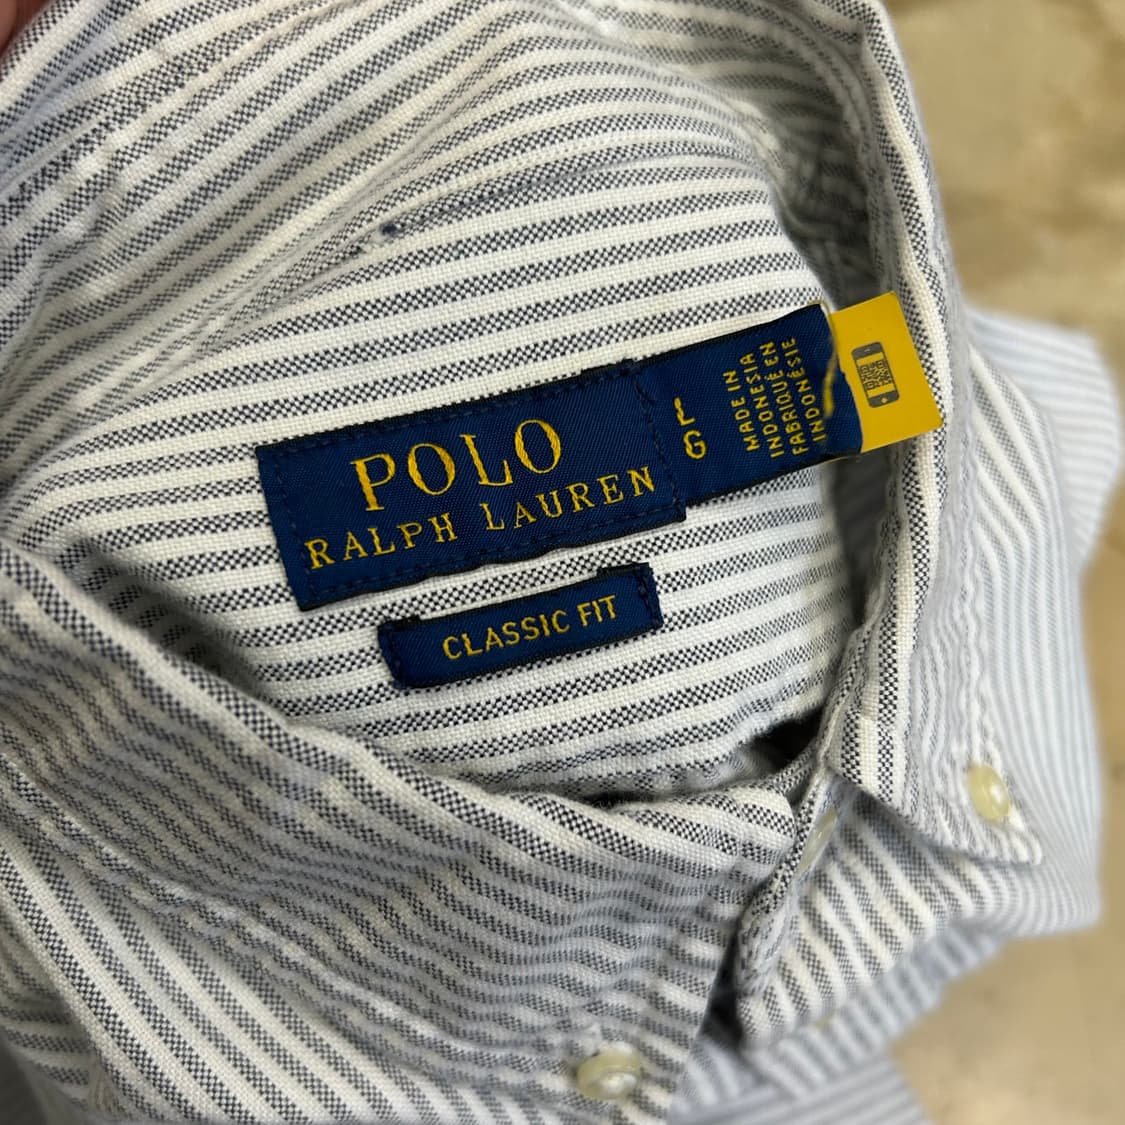 POLO
RALPH LAUREN
L
G
MADE IN
INDONESIA
FABRIQUÉ EN
INDONÉSIE
CLASSIC FIT